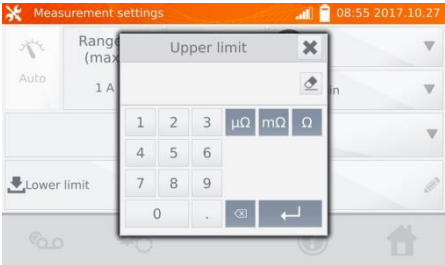 Measurement settings
08:55 2017.10.27
Range
(max
Auto
1 A
in
Lower limit
Upper limit
1 2 3 µΩ mΩ Ω
4 5 6
7 8 9
0 .